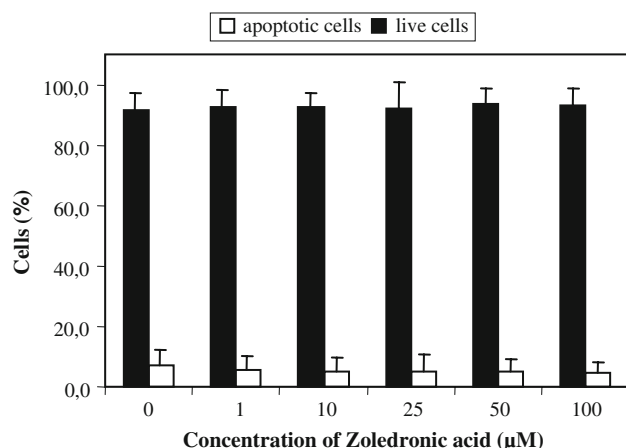 apoptotic cells live cells
100,0
80,0
60,0
40,0
20,0
0,0
Cells (%)
0 1 10 25 50 100
Concentration of Zoledronic acid (µM)